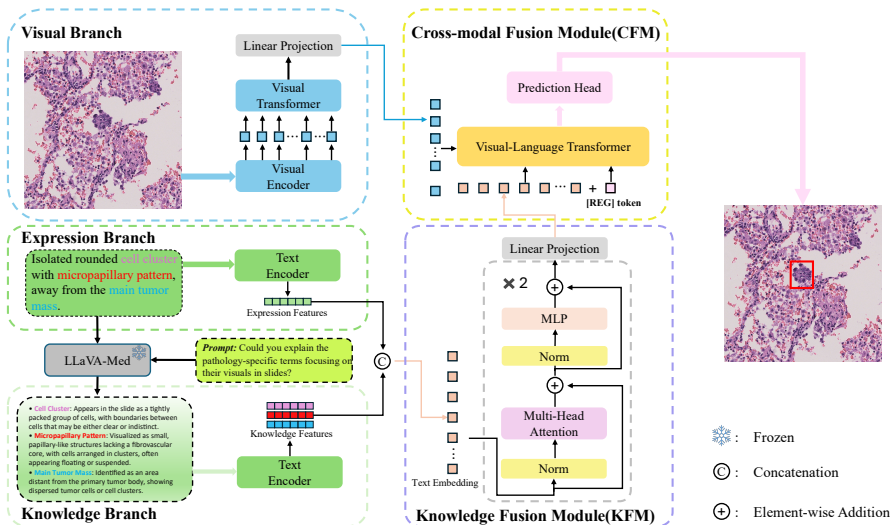 Visual Branch
Linear Projection
Visual
Transformer
Visual
Encoder
Cross-modal Fusion Module(CFM)
Prediction Head
Visual-Language Transformer
[REG] token
Expression Branch
Isolated rounded cell cluster
with micropapillary pattern,
away from the main tumor
mass.
Text
Encoder
Expression Features
LLaVA-Med
Prompt: Could you explain the
pathology-specific terms focusing on
their visuals in slides?
C
• Cell Cluster: Appears in the slide as a tightly
packed group of cells, with boundaries between
cells that may be either clear or indistinct.
• Micropapillary Pattern: Visualized as small,
papillary-like structures lacking a fibrovascular
core, with cells arranged in clusters, often
appearing floating or suspended.
• Main Tumor Mass: Identified as an area
distant from the primary tumor body, showing
dispersed tumor cells or cell clusters.
Knowledge Features
Text
Encoder
Knowledge Branch
Linear Projection
×2
MLP
Norm
Multi-Head
Attention
Norm
Text Embedding
Knowledge Fusion Module(KFM)
: Frozen
C : Concatenation
+ : Element-wise Addition